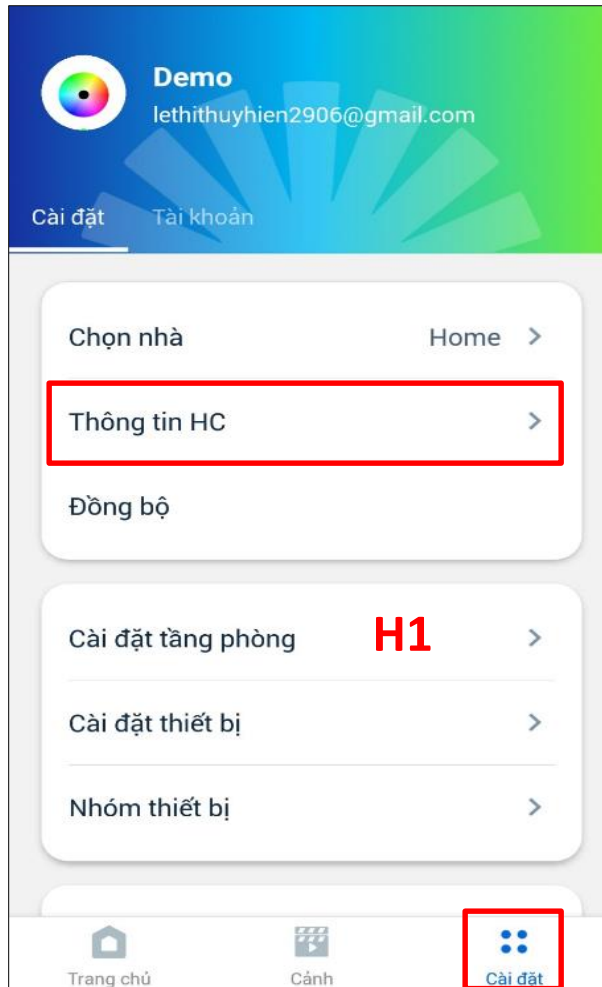 Demo
lethithuyhien2906@gmail.com
Cài đặt Tài khoản
Chọn nhà Home
Thông tin HC
Đồng bộ
Cài đặt tầng phòng H1
Cài đặt thiết bị
Nhóm thiết bị
Trang chủ Cảnh Cài đặt